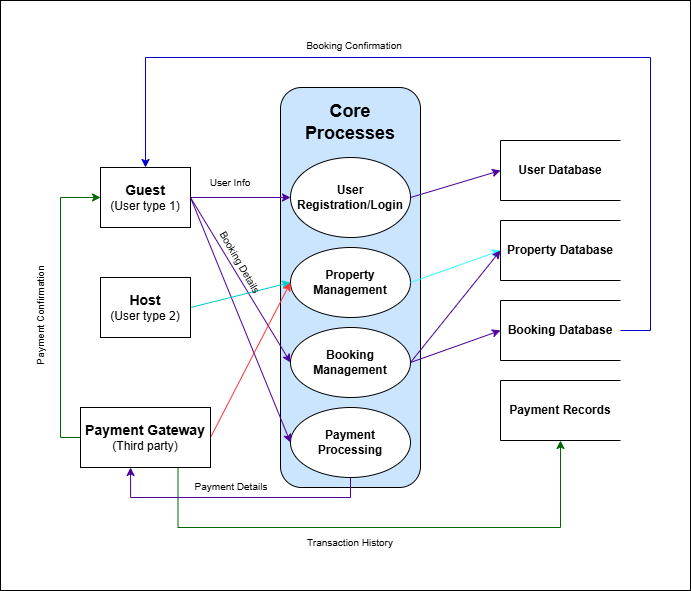 Booking Confirmation
Core
Processes
Guest
(User type 1)
User Info
User
Registration/Login
User Database
Booking Details
Property
Management
Property Database
Host
(User type 2)
Booking
Management
Booking Database
Payment Confirmation
Payment Gateway
(Third party)
Payment
Processing
Payment Records
Payment Details
Transaction History